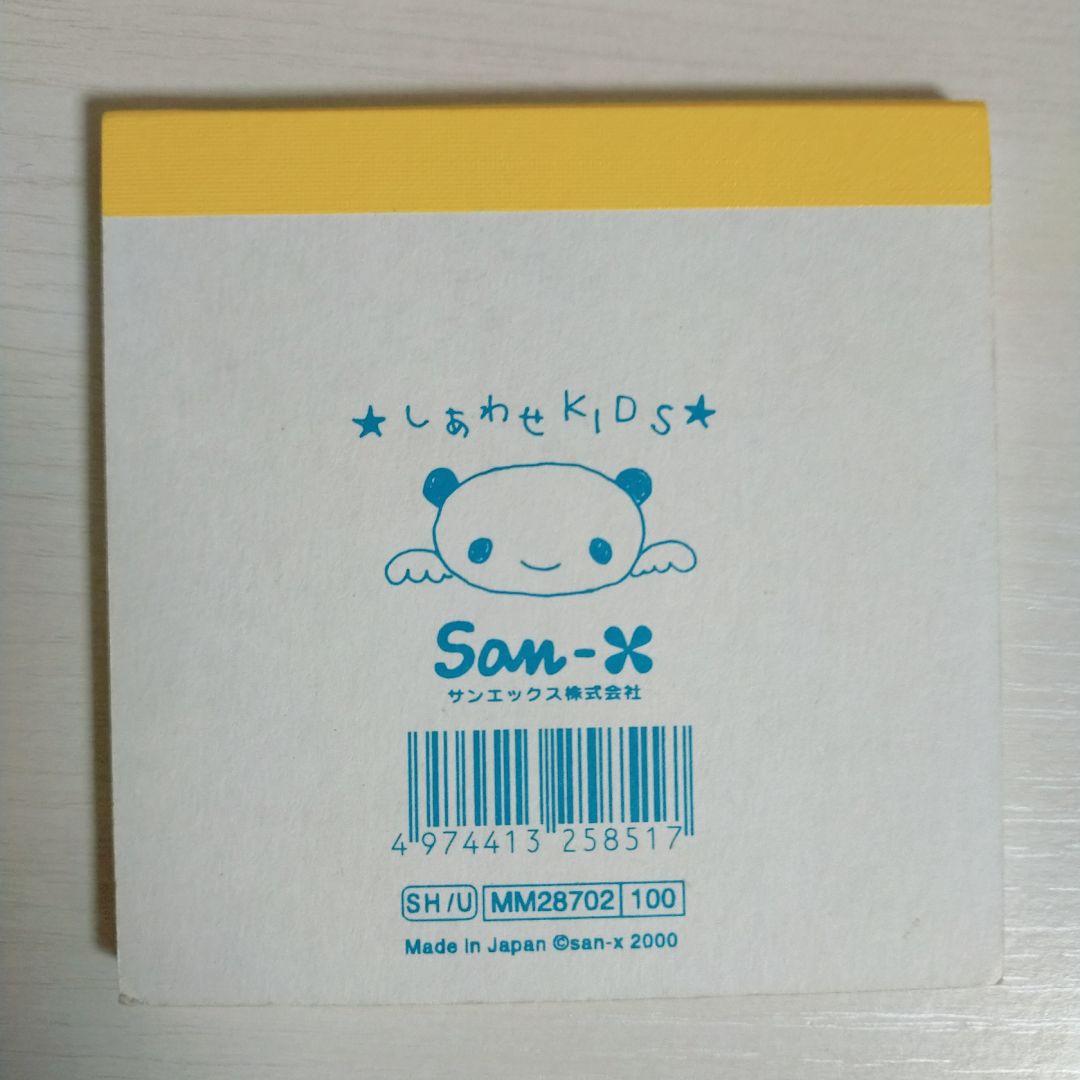 ★しあわせKIDS★
San-X
サンエックス株式会社
4 974413 258517
SH/U MM28702 100
Made in Japan ©san-x 2000